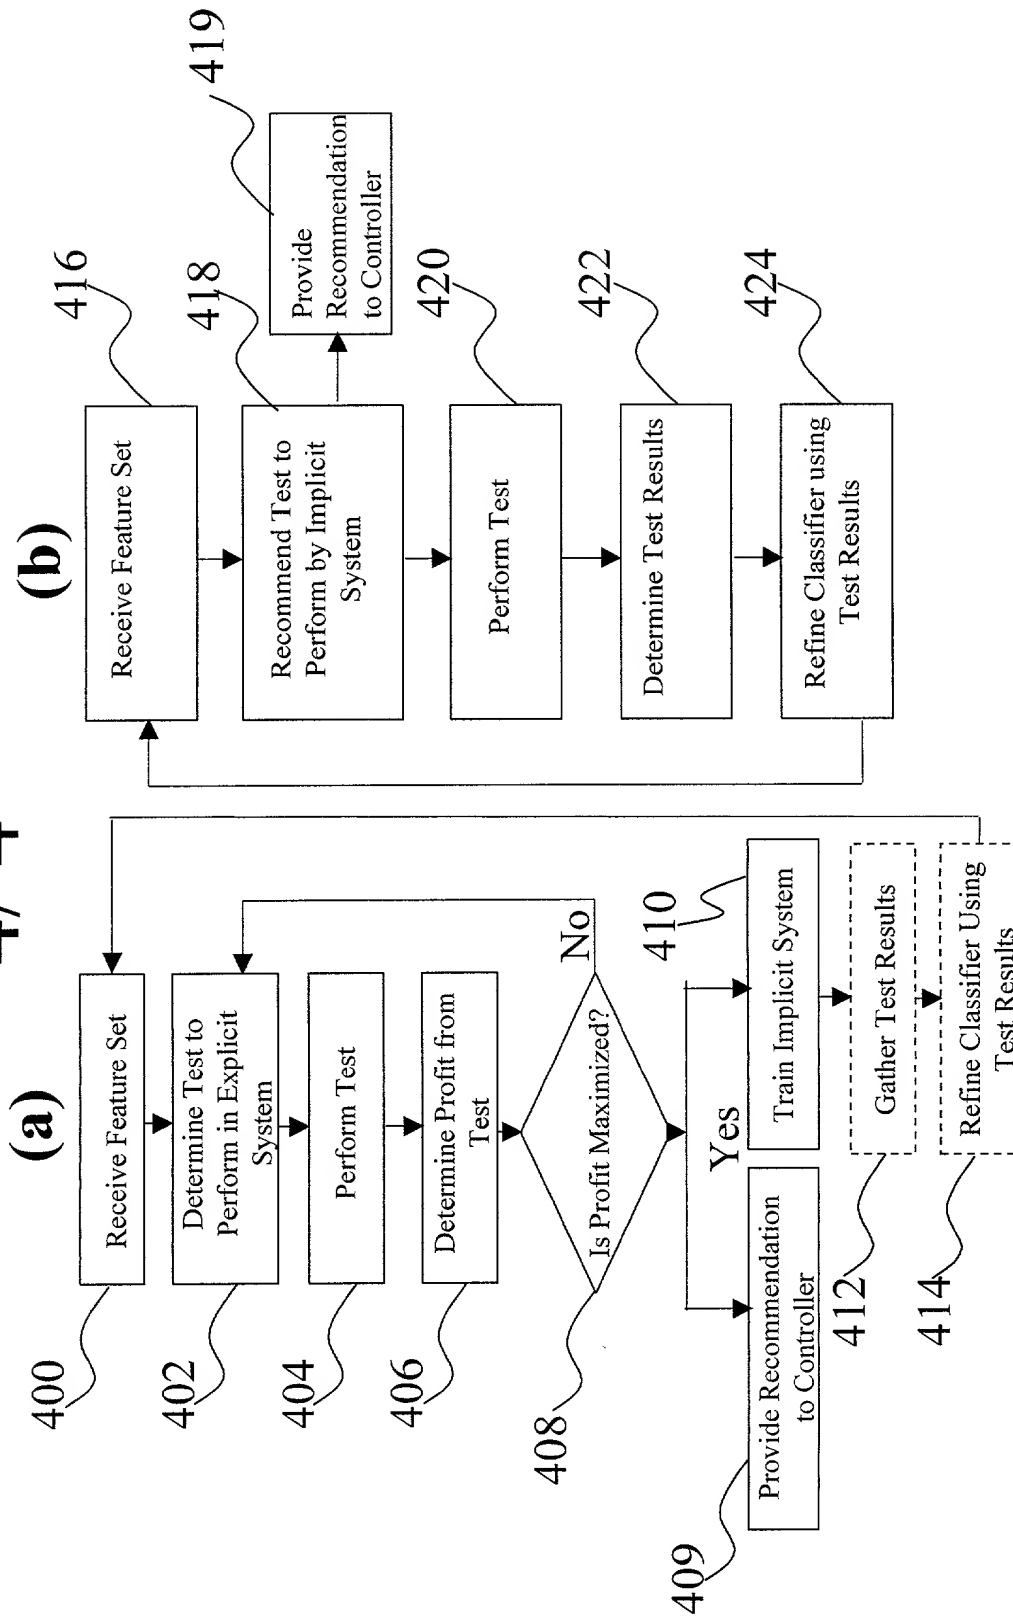 4/4
(a)
400
Receive Feature Set
402
Determine Test to
Perform in Explicit
System
404
Perform Test
406
Determine Profit from
Test
408
Is Profit Maximized?
No
Yes
409
Provide Recommendation
to Controller
410
Train Implicit System
412
Gather Test Results
414
Refine Classifier Using
Test Results
(b)
416
Receive Feature Set
418
Recommend Test to
Perform by Implicit
System
419
Provide
Recommendation
to Controller
420
Perform Test
422
Determine Test Results
424
Refine Classifier using
Test Results